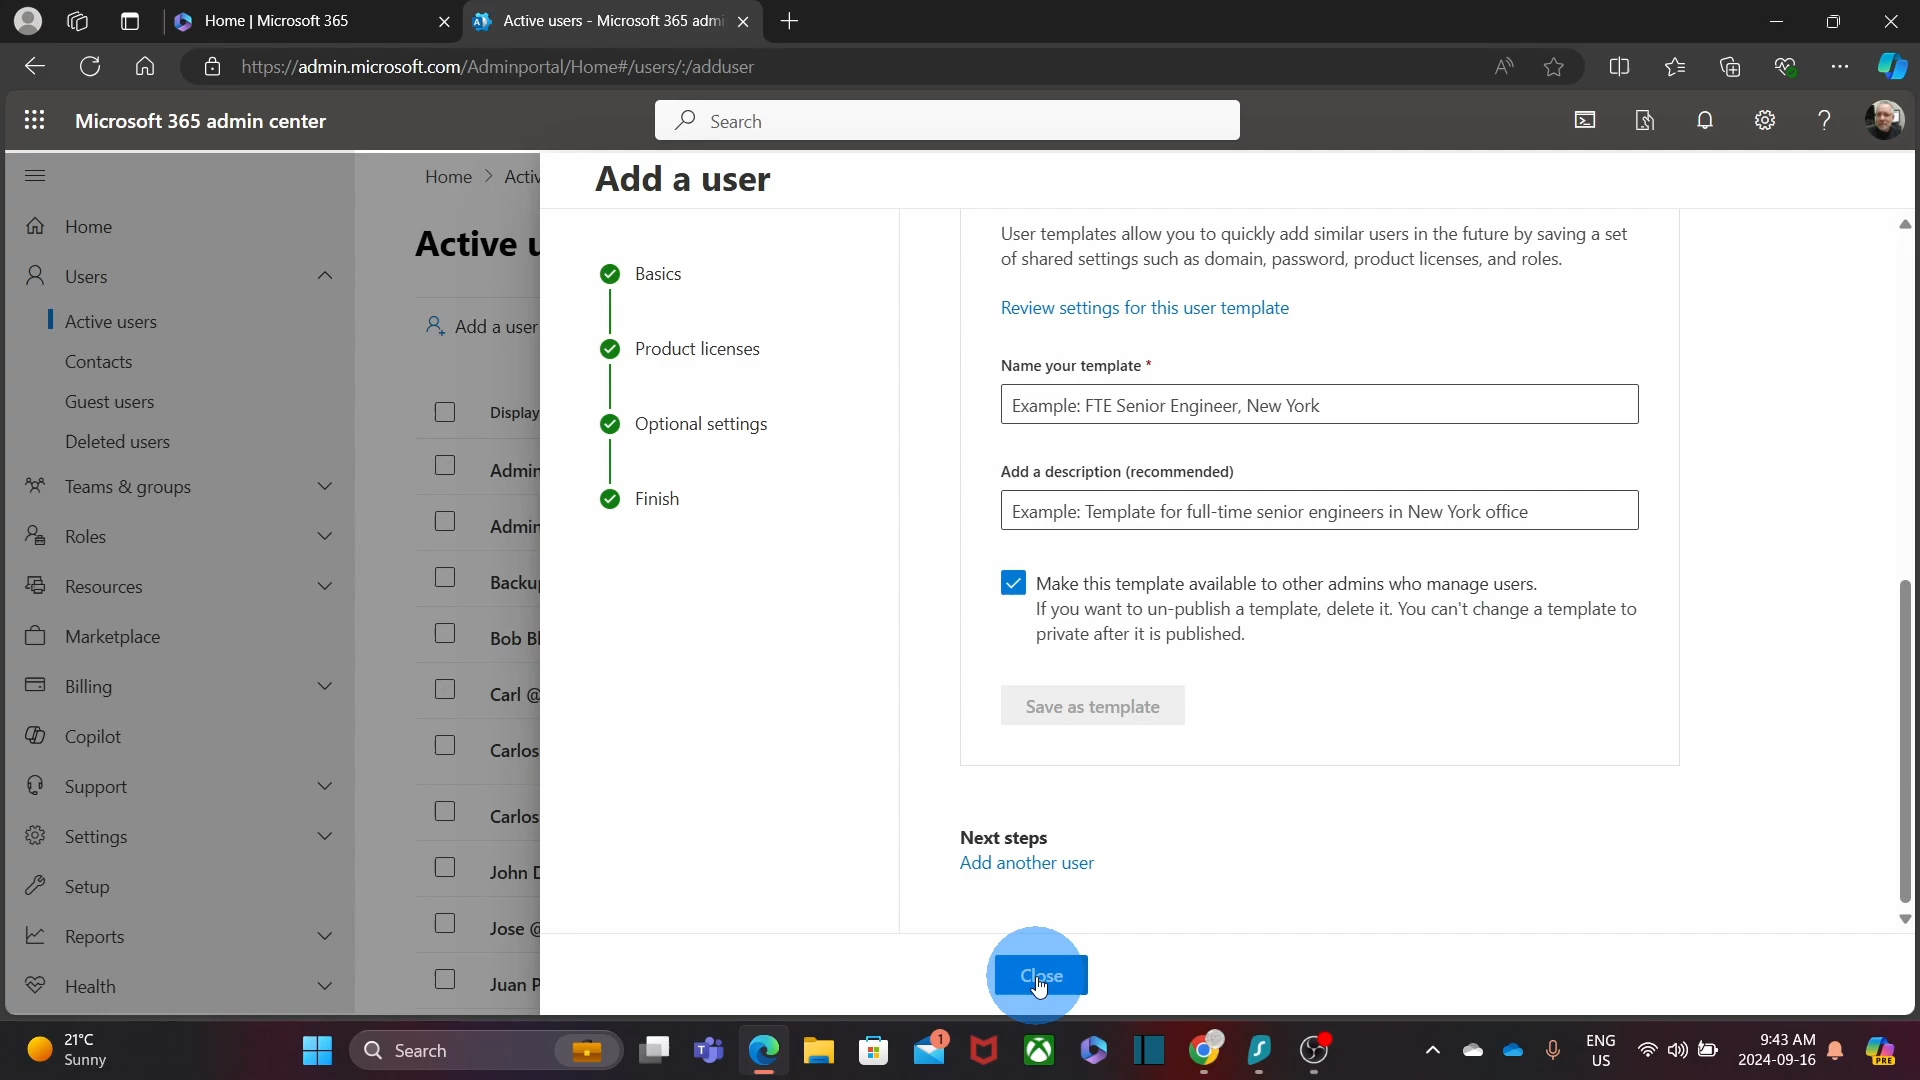 Home | Microsoft 365
Active users - Microsoft 365 admi
https://admin.microsoft.com/Adminportal/Home#/users/:/adduser
Microsoft 365 admin center
Search
Home
Users
Active users
Contacts
Guest users
Deleted users
Teams & groups
Roles
Resources
Marketplace
Billing
Copilot
Support
Settings
Setup
Reports
Health
Home > Activ
Active u
Add a user
Display
Admin
Admin
Backu
Bob Bl
Carl @
Carlos
Carlos
John D
Jose @
Juan P
Add a user
Basics
Product licenses
Optional settings
Finish
User templates allow you to quickly add similar users in the future by saving a set
of shared settings such as domain, password, product licenses, and roles.
Review settings for this user template
Name your template *
Example: FTE Senior Engineer, New York
Add a description (recommended)
Example: Template for full-time senior engineers in New York office
Make this template available to other admins who manage users.
If you want to un-publish a template, delete it. You can't change a template to
private after it is published.
Save as template
Next steps
Add another user
Close
21°C
Sunny
Search
1
ENG
US
9:43 AM
2024-09-16
PRE